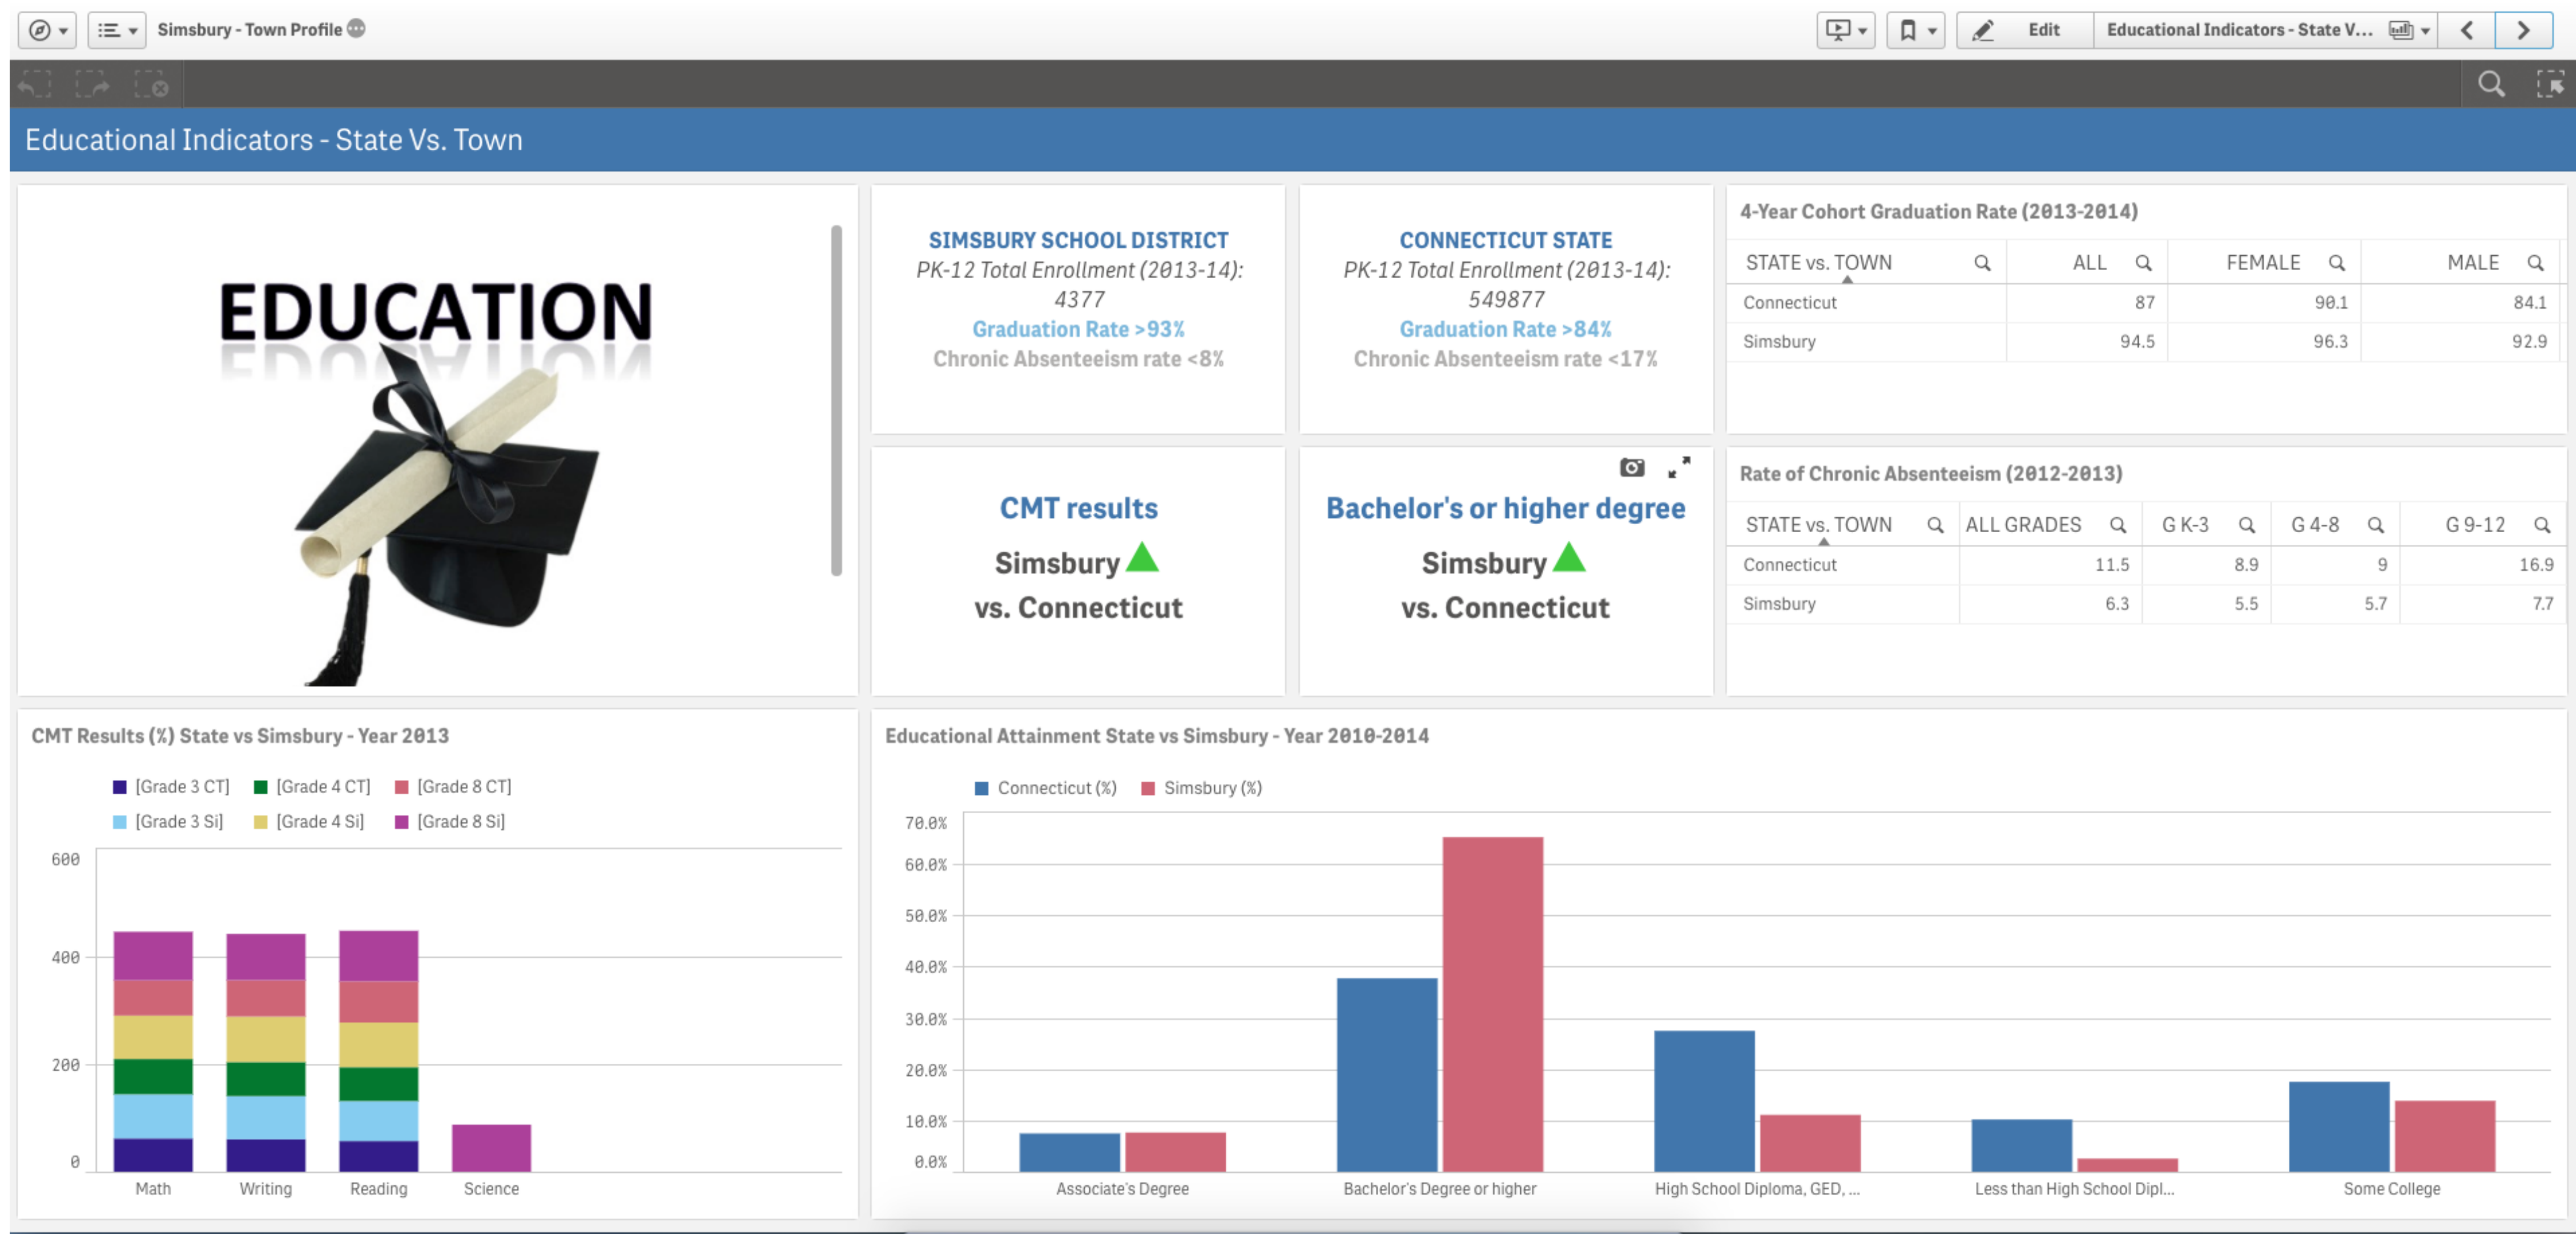 Simsbury - Town Profile
Edit
Educational Indicators - State V...
Educational Indicators - State Vs. Town
EDUCATION
SIMSBURY SCHOOL DISTRICT
PK-12 Total Enrollment (2013-14):
4377
Graduation Rate >93%
Chronic Absenteeism rate <8%
CONNECTICUT STATE
PK-12 Total Enrollment (2013-14):
549877
Graduation Rate >84%
Chronic Absenteeism rate <17%
4-Year Cohort Graduation Rate (2013-2014)
STATE vs. TOWN ALL FEMALE MALE
Connecticut 87 90.1 84.1
Simsbury 94.5 96.3 92.9
CMT results
Simsbury
vs. Connecticut
Bachelor's or higher degree
Simsbury
vs. Connecticut
Rate of Chronic Absenteeism (2012-2013)
STATE vs. TOWN ALL GRADES G K-3 G 4-8 G 9-12
Connecticut 11.5 8.9 9 16.9
Simsbury 6.3 5.5 5.7 7.7
CMT Results (%) State vs Simsbury - Year 2013
[Grade 3 CT] [Grade 4 CT] [Grade 8 CT]
[Grade 3 Si] [Grade 4 Si] [Grade 8 Si]
600
400
200
0
Math Writing Reading Science
Educational Attainment State vs Simsbury - Year 2010-2014
Connecticut (%) Simsbury (%)
70.0%
60.0%
50.0%
40.0%
30.0%
20.0%
10.0%
0.0%
Associate's Degree Bachelor's Degree or higher High School Diploma, GED, ... Less than High School Dipl... Some College